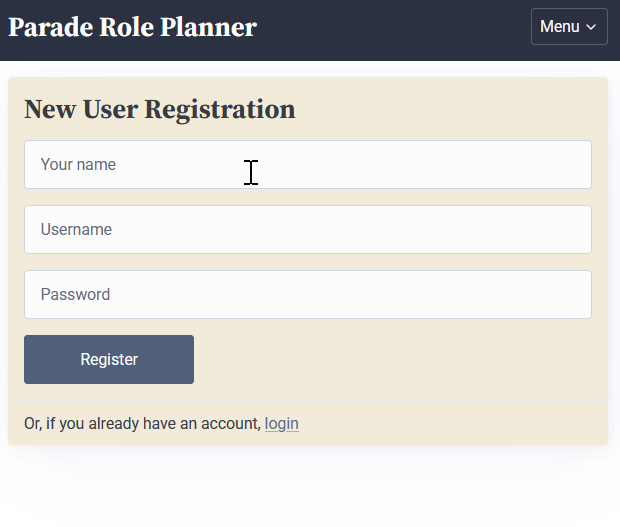 Parade Role Planner
Menu
New User Registration
Your name
Username
Password
Register
Or, if you already have an account, login